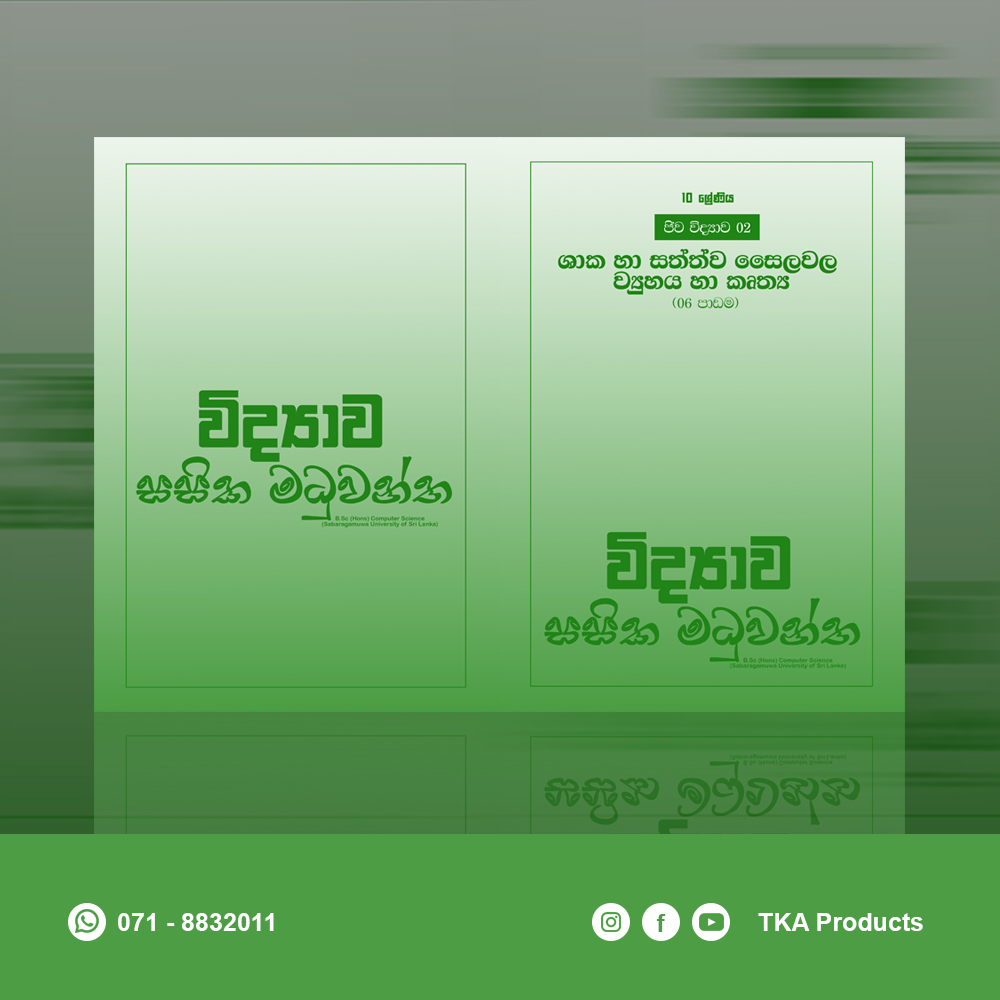 විද්‍යාව
සසික මධුවන්ත
B.Sc (Hons) Computer Science
(Sabaragamuwa University of Sri Lanka)
10 ශ්‍රේණිය
ජීව විද්‍යාව 02
ශාක හා සත්ත්ව සෛලවල
ව්‍යුහය හා කෘත්‍ය
(06 පාඩම)
විද්‍යාව
සසික මධුවන්ත
B.Sc (Hons) Computer Science
(Sabaragamuwa University of Sri Lanka)
071 - 8832011
TKA Products